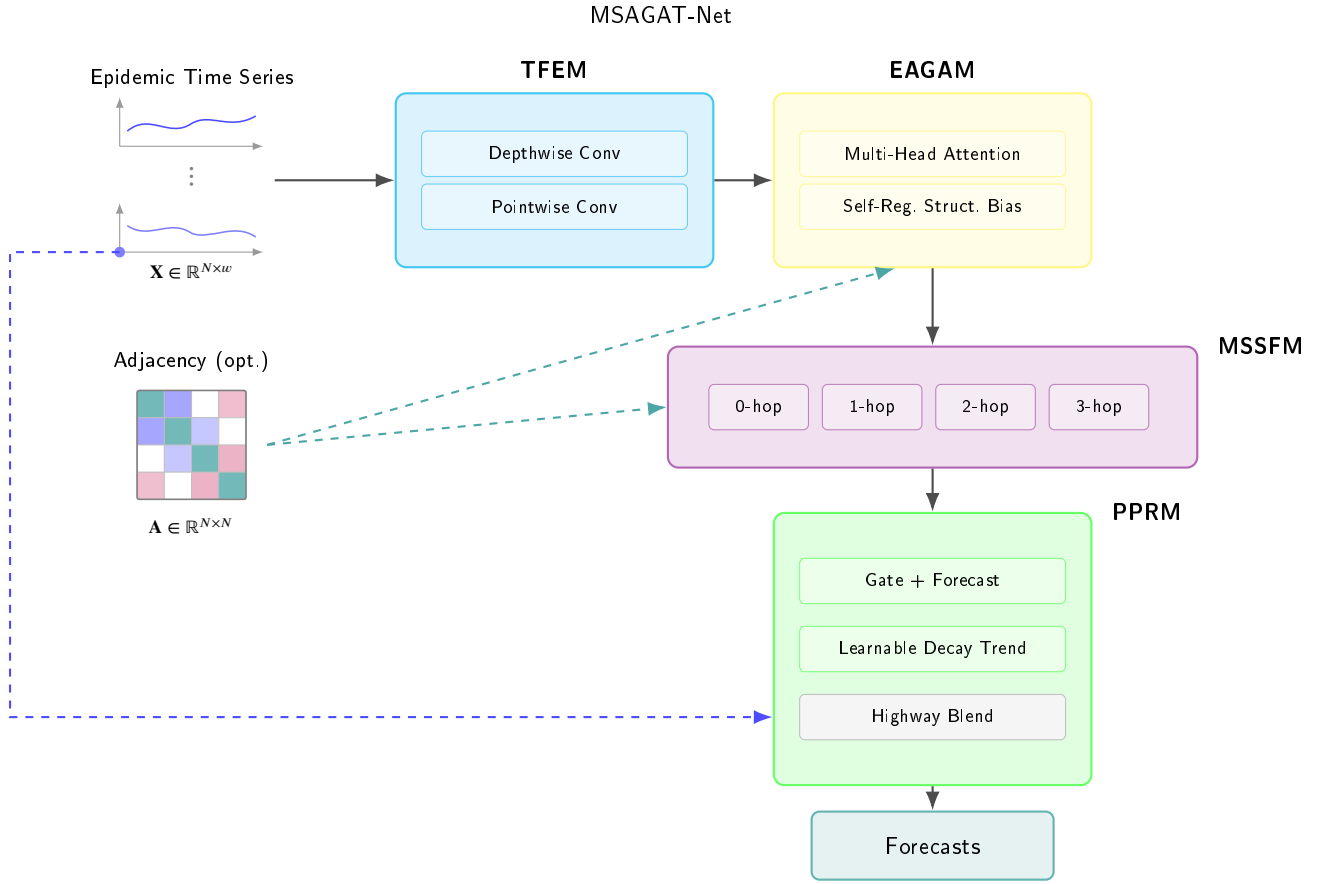 MSAGAT-Net
Epidemic Time Series
X ∈ ℝ^{N×w}
TFEM
Depthwise Conv
Pointwise Conv
EAGAM
Multi-Head Attention
Self-Reg. Struct. Bias
Adjacency (opt.)
A ∈ ℝ^{N×N}
MSSFM
0-hop
1-hop
2-hop
3-hop
PPRM
Gate + Forecast
Learnable Decay Trend
Highway Blend
Forecasts